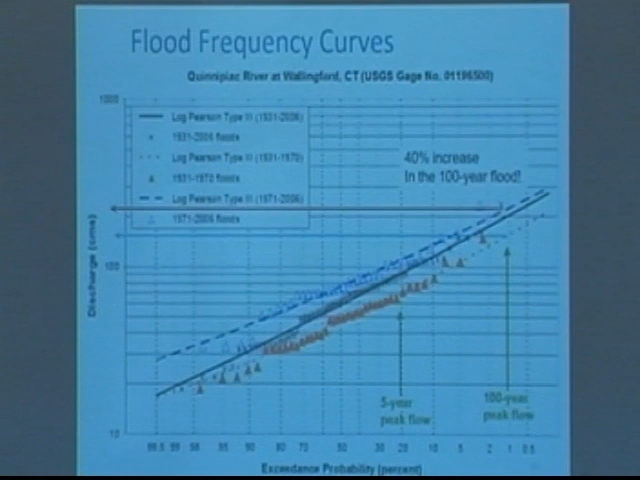 Flood Frequency Curves
Quinnipiac River at Wallingford, CT (USGS Gage No. 01196500)
1000
Log Pearson Type III (1931-2006)
1931-2006 floods
Log Pearson Type III (1931-1970)
1931-1970 floods
Log Pearson Type III (1971-2006)
1971-2006 floods
40% increase
In the 100-year flood!
Discharge (cms)
100
5-year
peak flow
100-year
peak flow
10
99.5 99 98 95 90 80 70 50 30 20 10 5 2 1 0.5
Exceedance Probability (percent)